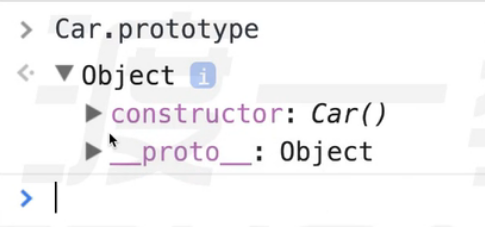 > Car.prototype
<· ▼ Object i
▶ constructor: Car()
▶ __proto__: Object
>